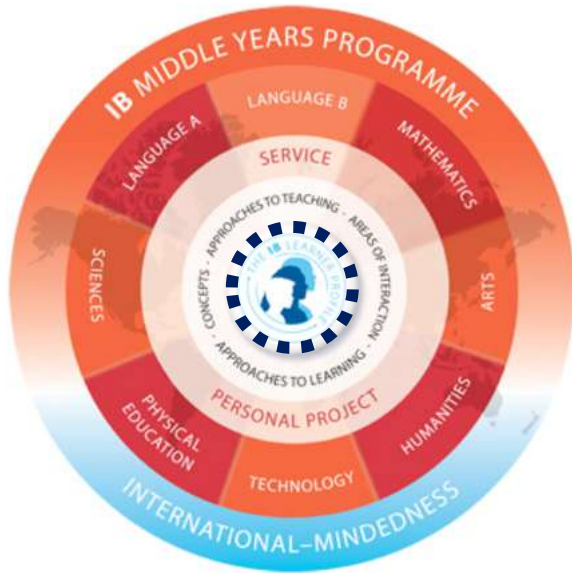 IB MIDDLE YEARS PROGRAMME
LANGUAGE B
LANGUAGE A
MATHEMATICS
SERVICE
SCIENCES
ARTS
CONCEPTS - APPROACHES TO TEACHING - AREAS OF INTERACTION - APPROACHES TO LEARNING -
THE IB LEARNER PROFILE
PERSONAL PROJECT
PHYSICAL
EDUCATION
HUMANITIES
TECHNOLOGY
INTERNATIONAL–MINDEDNESS